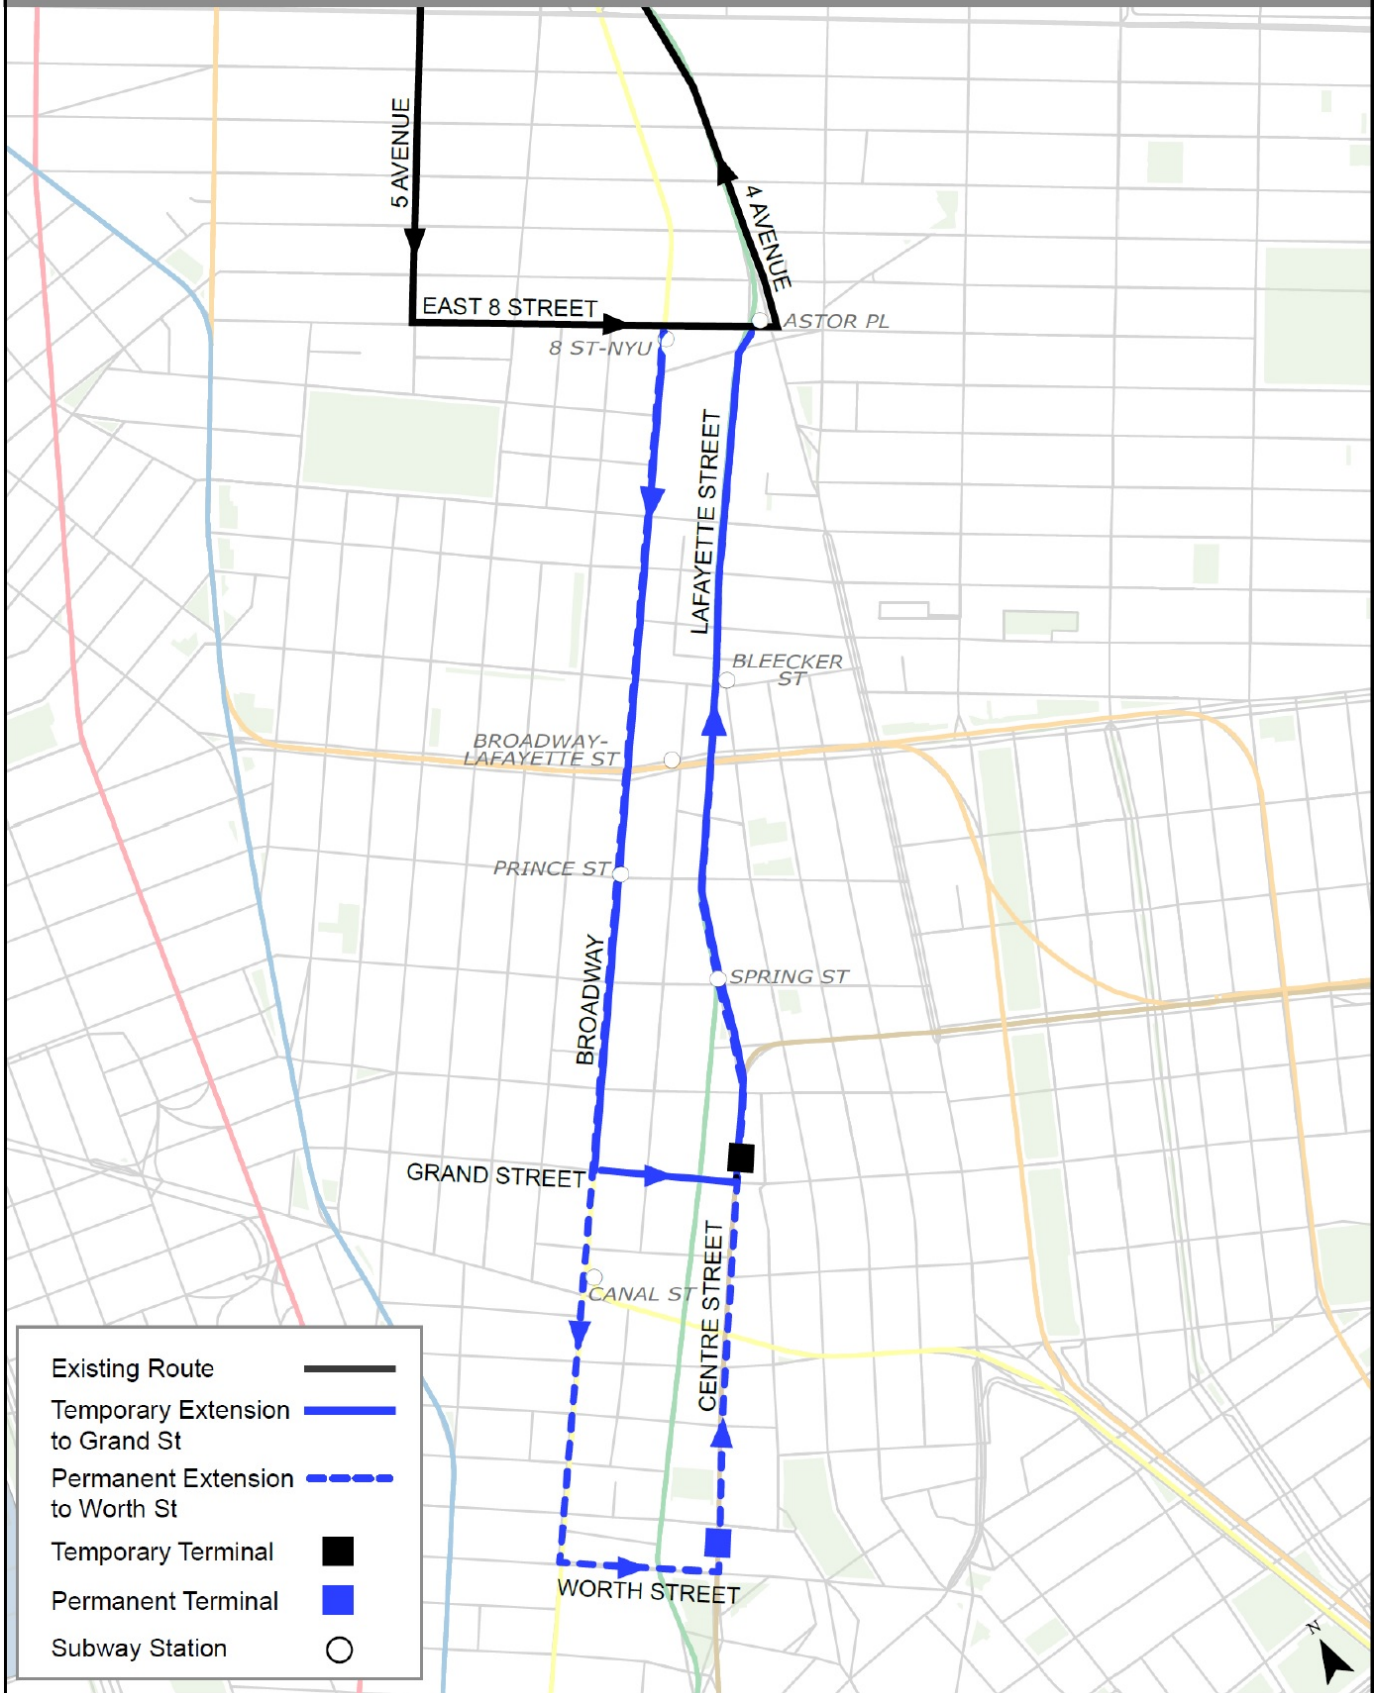 5 AVENUE
4 AVENUE
EAST 8 STREET
ASTOR PL
8 ST-NYU
LAFAYETTE STREET
BLEECKER
ST
BROADWAY-
LAFAYETTE ST
PRINCE ST
BROADWAY
SPRING ST
GRAND STREET
CENTRE STREET
CANAL ST
WORTH STREET
Existing Route
Temporary Extension
to Grand St
Permanent Extension
to Worth St
Temporary Terminal
Permanent Terminal
Subway Station
N